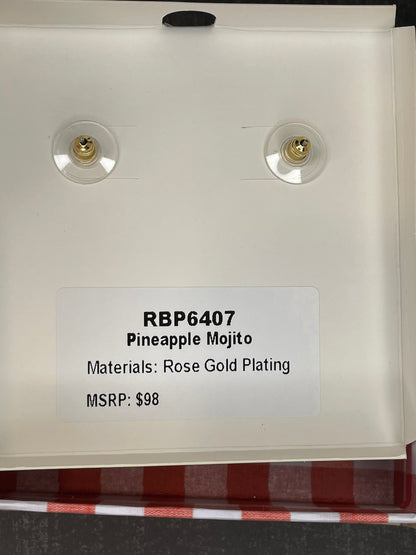 RBP6407
Pineapple Mojito
Materials: Rose Gold Plating
MSRP: $98